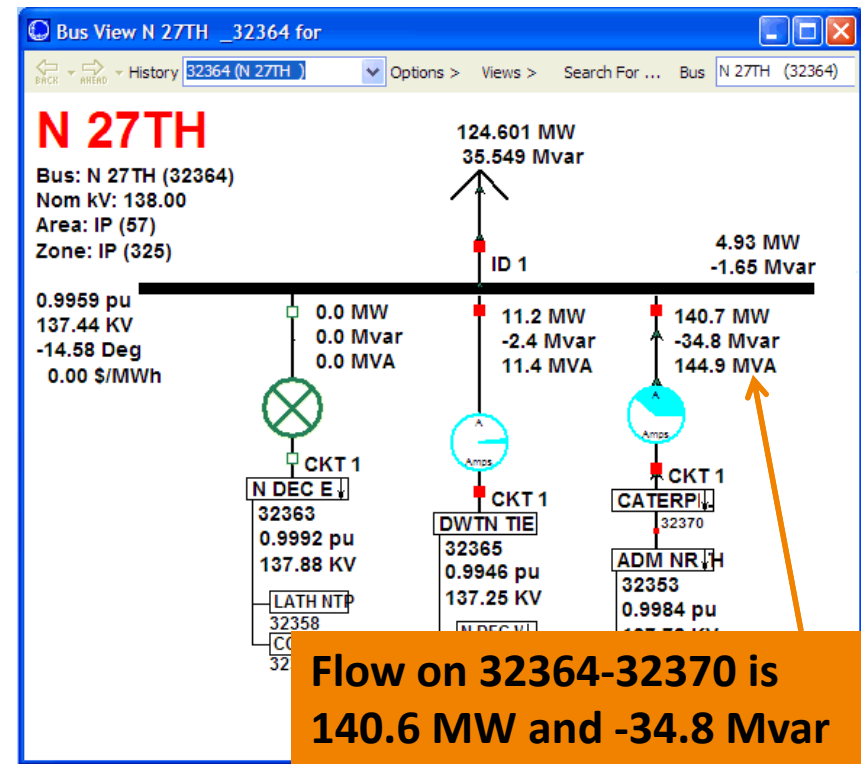 Bus View N 27TH _32364 for
BACK AHEAD History 32364 (N 27TH ) Options > Views > Search For ... Bus N 27TH (32364)
N 27TH
Bus: N 27TH (32364)
Nom kV: 138.00
Area: IP (57)
Zone: IP (325)
124.601 MW
35.549 Mvar
ID 1
4.93 MW
-1.65 Mvar
0.9959 pu
137.44 KV
-14.58 Deg
0.00 $/MWh
0.0 MW
0.0 Mvar
0.0 MVA
CKT 1
N DEC E
32363
0.9992 pu
137.88 KV
LATH NTP
32358
11.2 MW
-2.4 Mvar
11.4 MVA
A
Amps
CKT 1
DWTN TIE
32365
0.9946 pu
137.25 KV
140.7 MW
-34.8 Mvar
144.9 MVA
A
Amps
CKT 1
CATERPIL
32370
ADM NRTH
32353
0.9984 pu
Flow on 32364-32370 is
140.6 MW and -34.8 Mvar